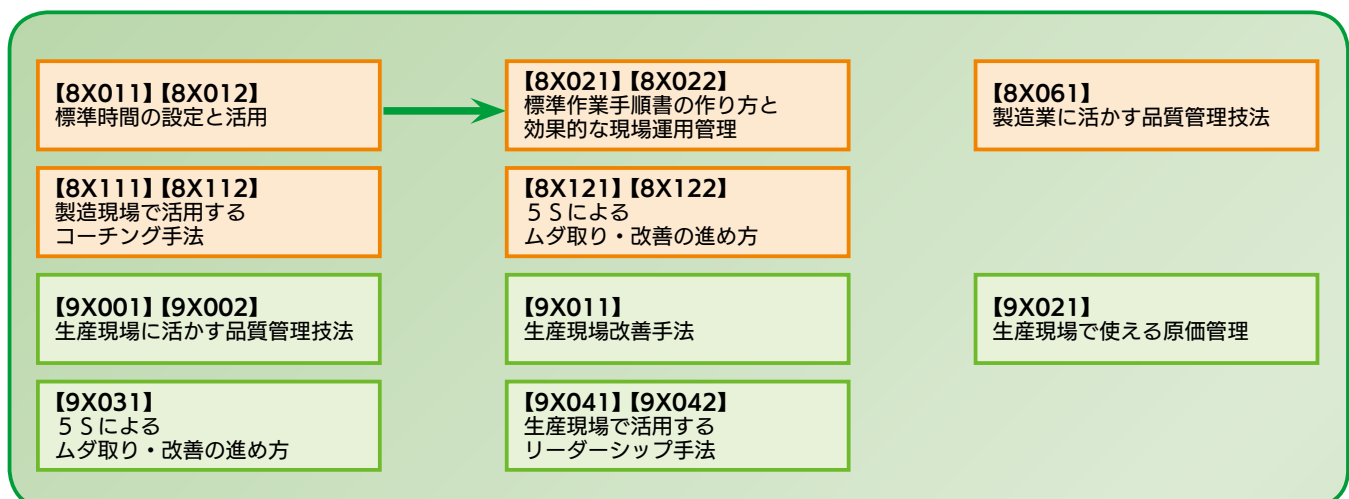 【8X011】【8X012】
標準時間の設定と活用
【8X021】【8X022】
標準作業手順書の作り方と
効果的な現場運用管理
【8X061】
製造業に活かす品質管理技法
【8X111】【8X112】
製造現場で活用する
コーチング手法
【8X121】【8X122】
５Ｓによる
ムダ取り・改善の進め方
【9X001】【9X002】
生産現場に活かす品質管理技法
【9X011】
生産現場改善手法
【9X021】
生産現場で使える原価管理
【9X031】
５Ｓによる
ムダ取り・改善の進め方
【9X041】【9X042】
生産現場で活用する
リーダーシップ手法